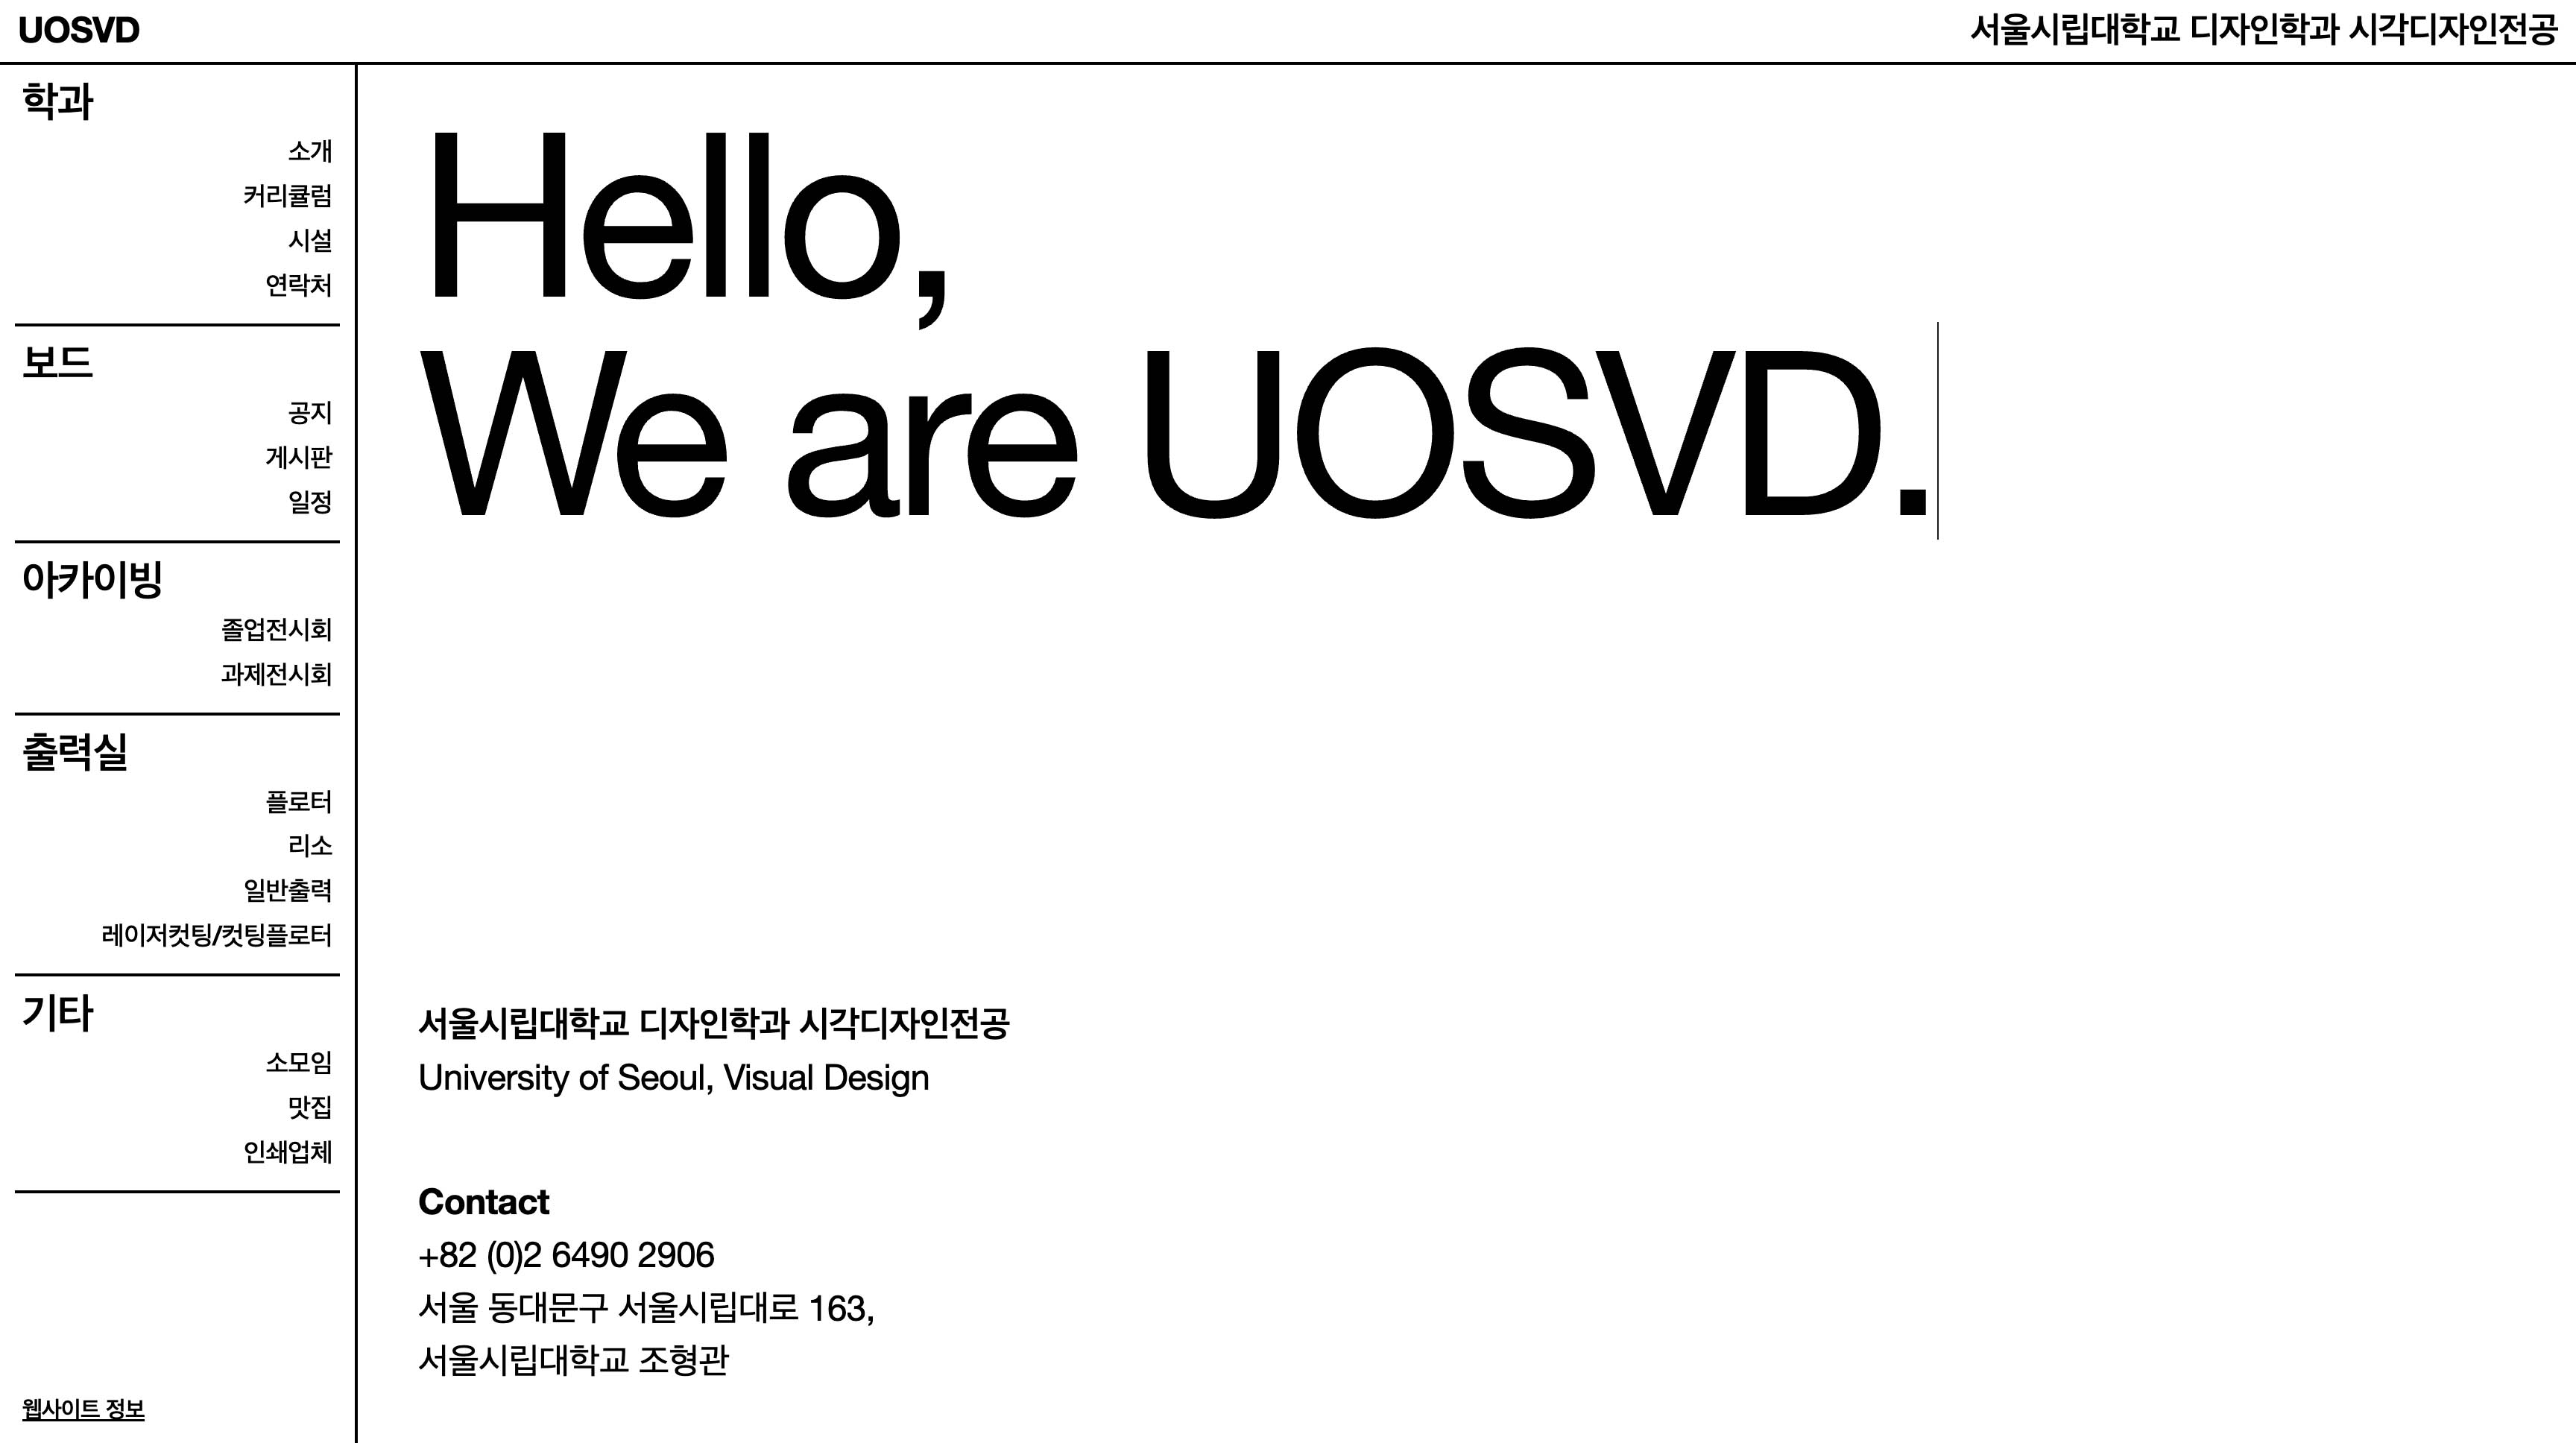 UOSVD
서울시립대학교 디자인학과 시각디자인전공
학과
소개
커리큘럼
시설
연락처
보드
공지
게시판
일정
아카이빙
졸업전시회
과제전시회
출력실
플로터
리소
일반출력
레이저컷팅/컷팅플로터
기타
소모임
맛집
인쇄업체
웹사이트 정보
Hello,
We are UOSVD.
서울시립대학교 디자인학과 시각디자인전공
University of Seoul, Visual Design
Contact
+82 (0)2 6490 2906
서울 동대문구 서울시립대로 163,
서울시립대학교 조형관